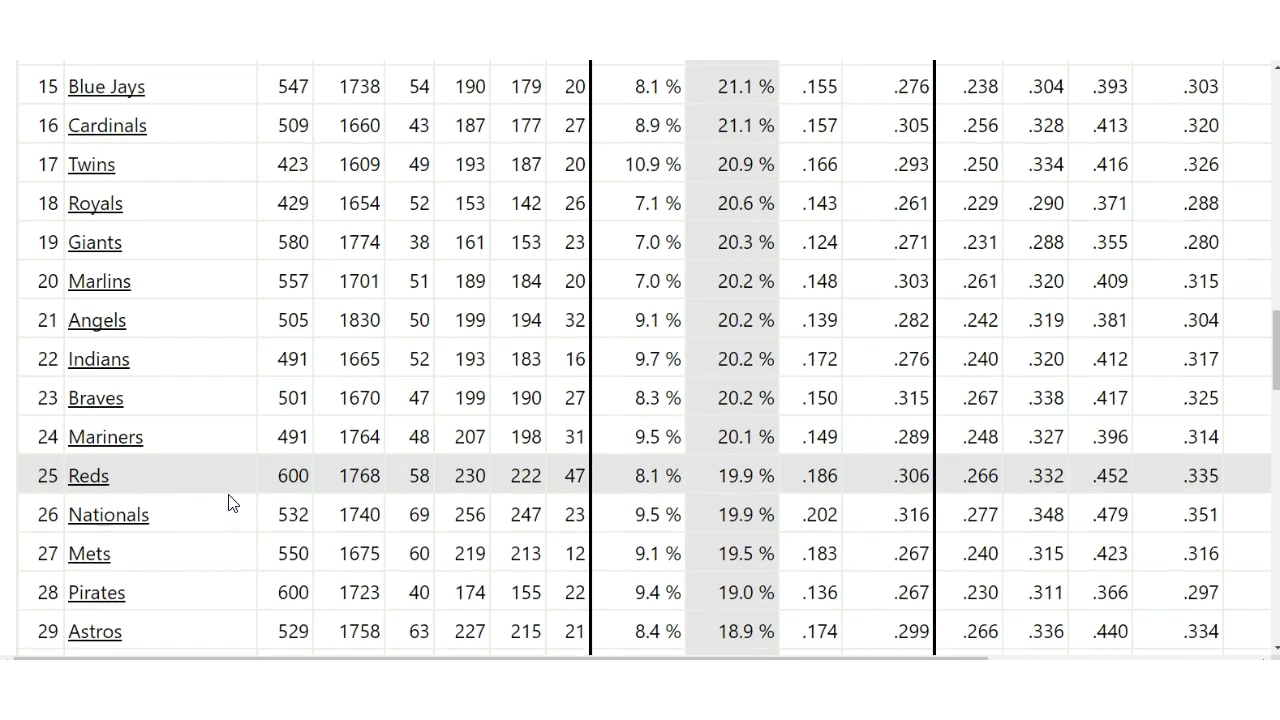 15 Blue Jays 547 1738 54 190 179 20 8.1 % 21.1 % .155 .276 .238 .304 .393 .303
16 Cardinals 509 1660 43 187 177 27 8.9 % 21.1 % .157 .305 .256 .328 .413 .320
17 Twins 423 1609 49 193 187 20 10.9 % 20.9 % .166 .293 .250 .334 .416 .326
18 Royals 429 1654 52 153 142 26 7.1 % 20.6 % .143 .261 .229 .290 .371 .288
19 Giants 580 1774 38 161 153 23 7.0 % 20.3 % .124 .271 .231 .288 .355 .280
20 Marlins 557 1701 51 189 184 20 7.0 % 20.2 % .148 .303 .261 .320 .409 .315
21 Angels 505 1830 50 199 194 32 9.1 % 20.2 % .139 .282 .242 .319 .381 .304
22 Indians 491 1665 52 193 183 16 9.7 % 20.2 % .172 .276 .240 .320 .412 .317
23 Braves 501 1670 47 199 190 27 8.3 % 20.2 % .150 .315 .267 .338 .417 .325
24 Mariners 491 1764 48 207 198 31 9.5 % 20.1 % .149 .289 .248 .327 .396 .314
25 Reds 600 1768 58 230 222 47 8.1 % 19.9 % .186 .306 .266 .332 .452 .335
26 Nationals 532 1740 69 256 247 23 9.5 % 19.9 % .202 .316 .277 .348 .479 .351
27 Mets 550 1675 60 219 213 12 9.1 % 19.5 % .183 .267 .240 .315 .423 .316
28 Pirates 600 1723 40 174 155 22 9.4 % 19.0 % .136 .267 .230 .311 .366 .297
29 Astros 529 1758 63 227 215 21 8.4 % 18.9 % .174 .299 .266 .336 .440 .334